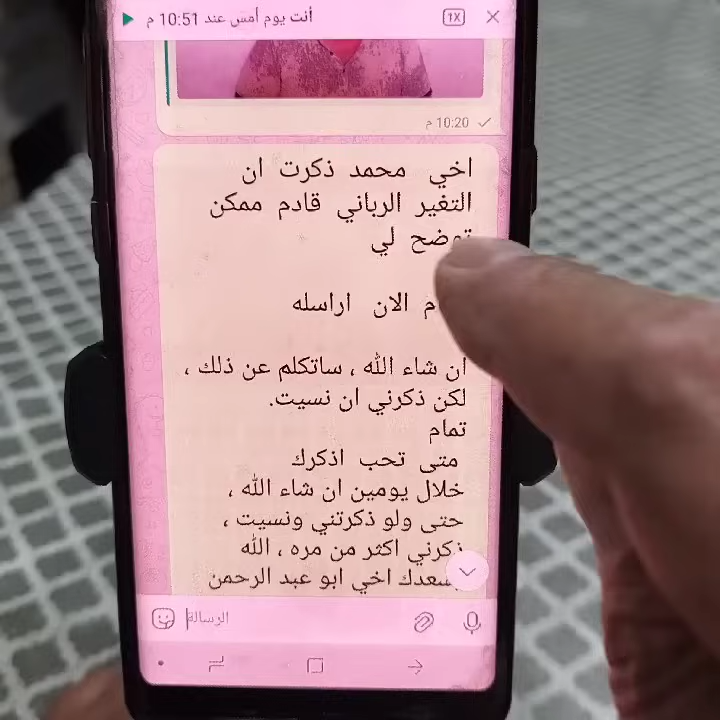 أنت يوم أمس عند 10:51 م
1X
10:20 م
اخي محمد ذكرت ان
التغير الرباني قادم ممكن
توضح لي
الان اراسله
ان شاء الله ، ساتكلم عن ذلك ،
لكن ذكرني ان نسيت.
تمام
متى تحب اذكرك
خلال يومين ان شاء الله ،
حتى ولو ذكرتني ونسيت ،
ذكرني اكثر من مره ، الله
يسعدك اخي ابو عبد الرحمن
الرسالة